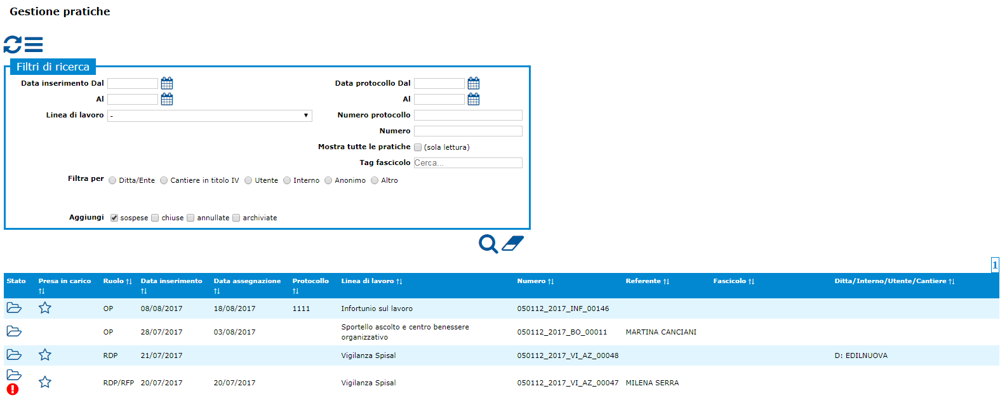 Gestione pratiche
Filtri di ricerca
Data inserimento Dal Data protocollo Dal
Al Al
Linea di lavoro - Numero protocollo
Numero
Mostra tutte le pratiche (sola lettura)
Tag fascicolo Cerca...
Filtra per Ditta/Ente Cantiere in titolo IV Utente Interno Anonimo Altro
Aggiungi sospese chiuse annullate archiviate
1
Stato Presa in carico Ruolo Data inserimento Data assegnazione Protocollo Linea di lavoro Numero Referente Fascicolo Ditta/Interno/Utente/Cantiere
OP 08/08/2017 18/08/2017 1111 Infortunio sul lavoro 050112_2017_INF_00146
OP 28/07/2017 03/08/2017 Sportello ascolto e centro benessere 050112_2017_BO_00011 MARTINA CANCIANI
organizzativo
RDP 21/07/2017 Vigilanza Spisal 050112_2017_VI_AZ_00048 D: EDILNUOVA
RDP/RFP 20/07/2017 20/07/2017 Vigilanza Spisal 050112_2017_VI_AZ_00047 MILENA SERRA